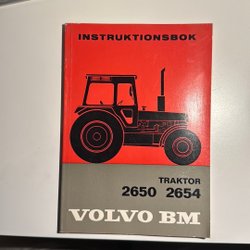 INSTRUKTIONSBOK
TRAKTOR
2650 2654
VOLVO BM